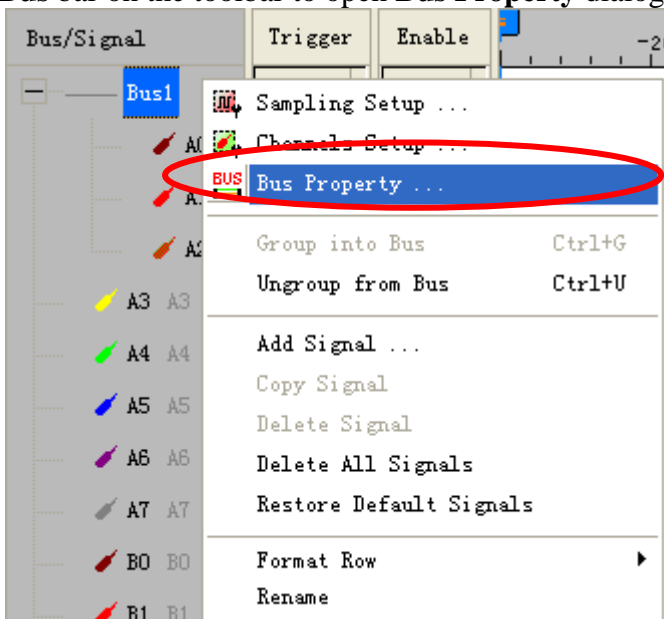 Bus bar on the toolbar to open Bus Property dialog
Bus/Signal Trigger Enable -2
Bus1
Sampling Setup ...
Channels Setup ...
BUS Bus Property ...
Group into Bus Ctrl+G
Ungroup from Bus Ctrl+U
A3 A3
Add Signal ...
A4 A4
Copy Signal
A5 A5
Delete Signal
A6 A6
Delete All Signals
A7 A7
Restore Default Signals
B0 B0
Format Row
Rename
B1 B1